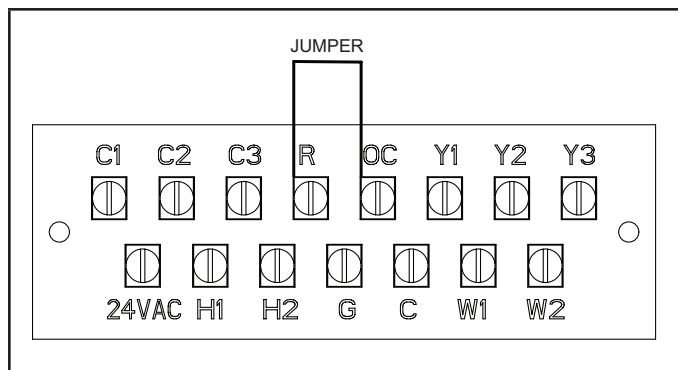 JUMPER
C1 C2 C3 R OC Y1 Y2 Y3
24VAC H1 H2 G C W1 W2